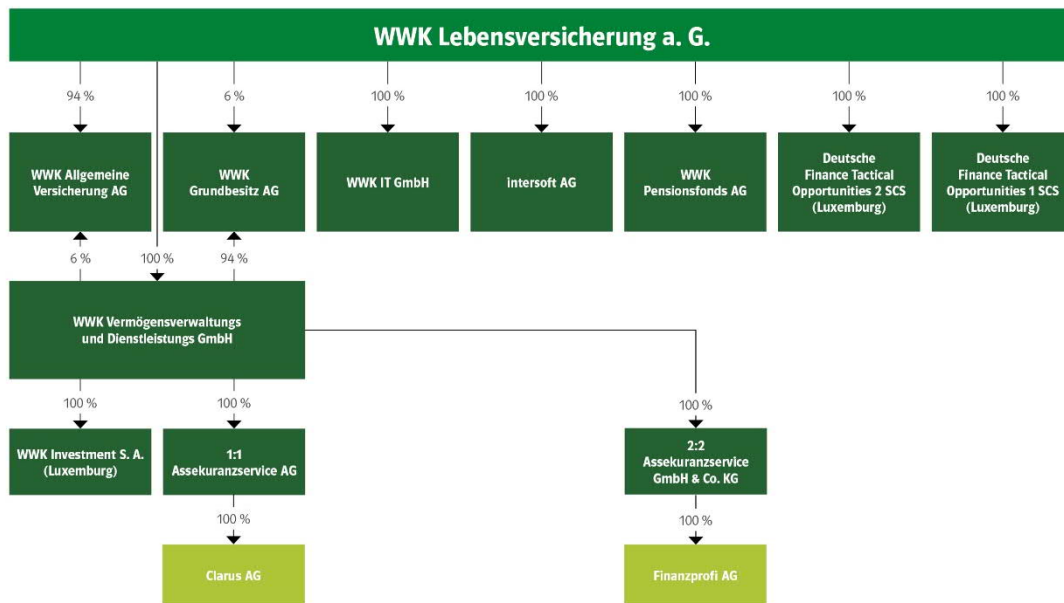 WWK Lebensversicherung a. G.
94 %
6 %
100 %
100 %
100 %
100 %
100 %
WWK Allgemeine
Versicherung AG
WWK
Grundbesitz AG
WWK IT GmbH
intersoft AG
WWK
Pensionsfonds AG
Deutsche
Finance Tactical
Opportunities 2 SCS
(Luxemburg)
Deutsche
Finance Tactical
Opportunities 1 SCS
(Luxemburg)
6 %
100 %
94 %
WWK Vermögensverwaltungs
und Dienstleistungs GmbH
100 %
100 %
100 %
WWK Investment S. A.
(Luxemburg)
1:1
Assekuranzservice AG
2:2
Assekuranzservice
GmbH & Co. KG
100 %
100 %
Clarus AG
Finanzprofi AG